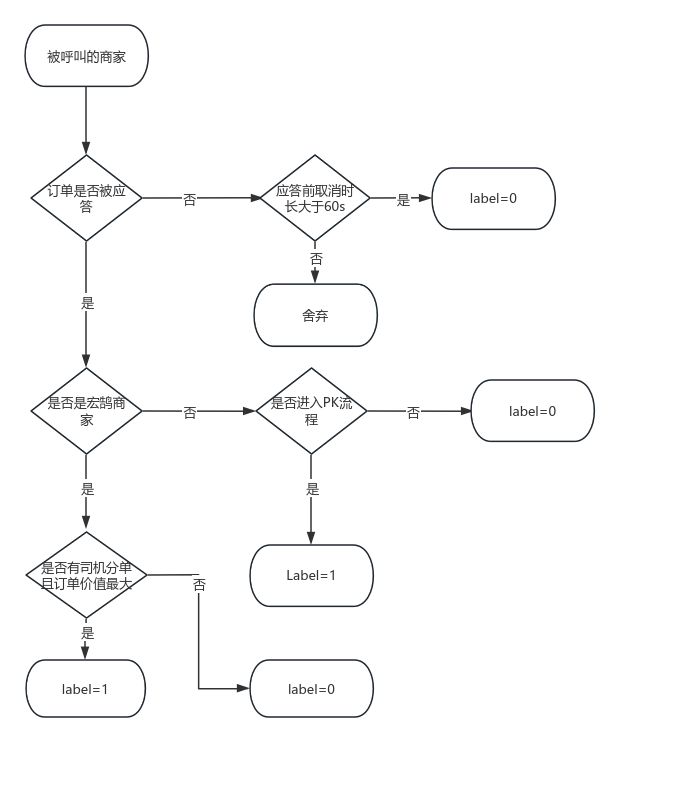 被呼叫的商家
订单是否被应
答
否
应答前取消时
长大于60s
是
label=0
否
舍弃
是
是否是宏鹄商
家
否
是否进入PK流
程
否
label=0
是
是
Label=1
是否有司机分单
且订单价值最大
否
是
label=1
label=0